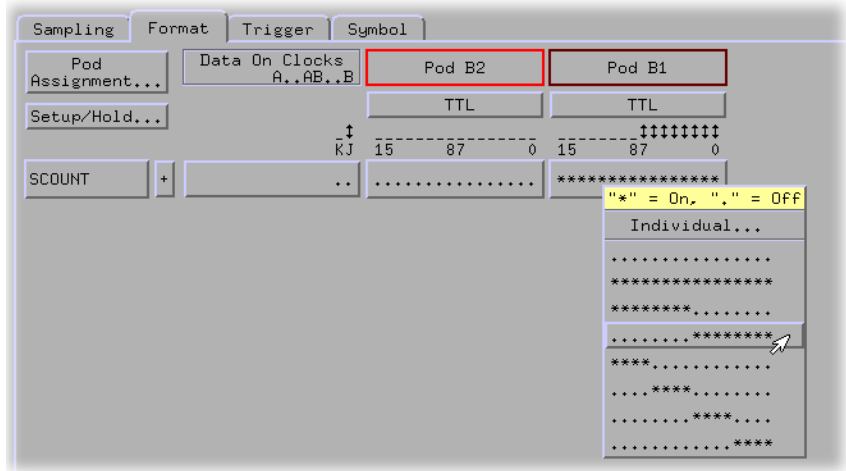 Sampling Format Trigger Symbol
Pod
Assignment...
Data On Clocks
A..AB..B
Pod B2
Pod B1
Setup/Hold...
TTL
TTL
KJ 15 87 0 15 87 0
SCOUNT + .. ................ ****************
"*" = On, "." = Off
Individual...
................
****************
********........
........********
****............
....****........
........****....
............****